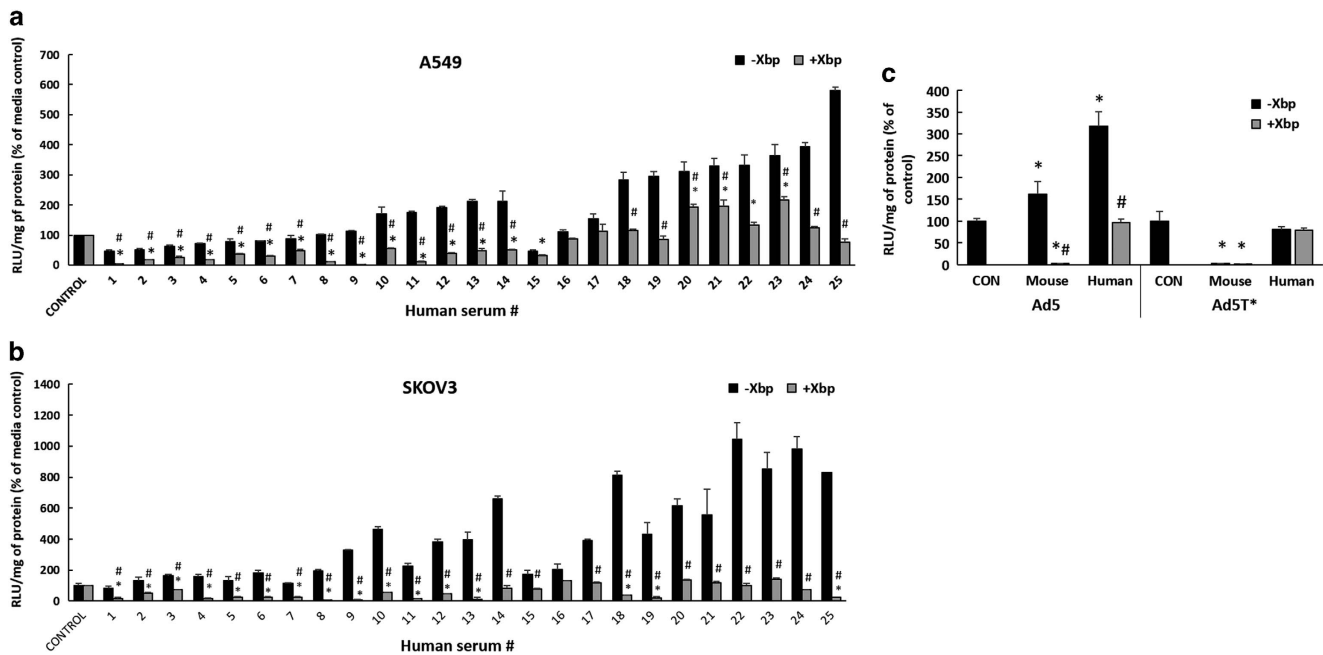 a
A549
-Xbp +Xbp
RLU/mg pf protein (% of media control)
700
600
500
400
300
200
100
0
# # # # # # # # # # # # # # # # # # # # #
* * * * * * * * * * * * * * * * * * *
CONTROL 1 2 3 4 5 6 7 8 9 10 11 12 13 14 15 16 17 18 19 20 21 22 23 24 25
Human serum #
b
SKOV3
-Xbp +Xbp
RLU/mg of protein (% of media control)
1400
1200
1000
800
600
400
200
0
# # # # # # # # # # # # # # # # # # # # # # # #
* * * * * * * * * * * * * * * *
CONTROL 1 2 3 4 5 6 7 8 9 10 11 12 13 14 15 16 17 18 19 20 21 22 23 24 25
Human serum #
c
-Xbp
+Xbp
RLU/mg of protein (% of
control)
400
350
300
250
200
150
100
50
0
* *# * # * *
CON Mouse Human CON Mouse Human
Ad5 Ad5T*